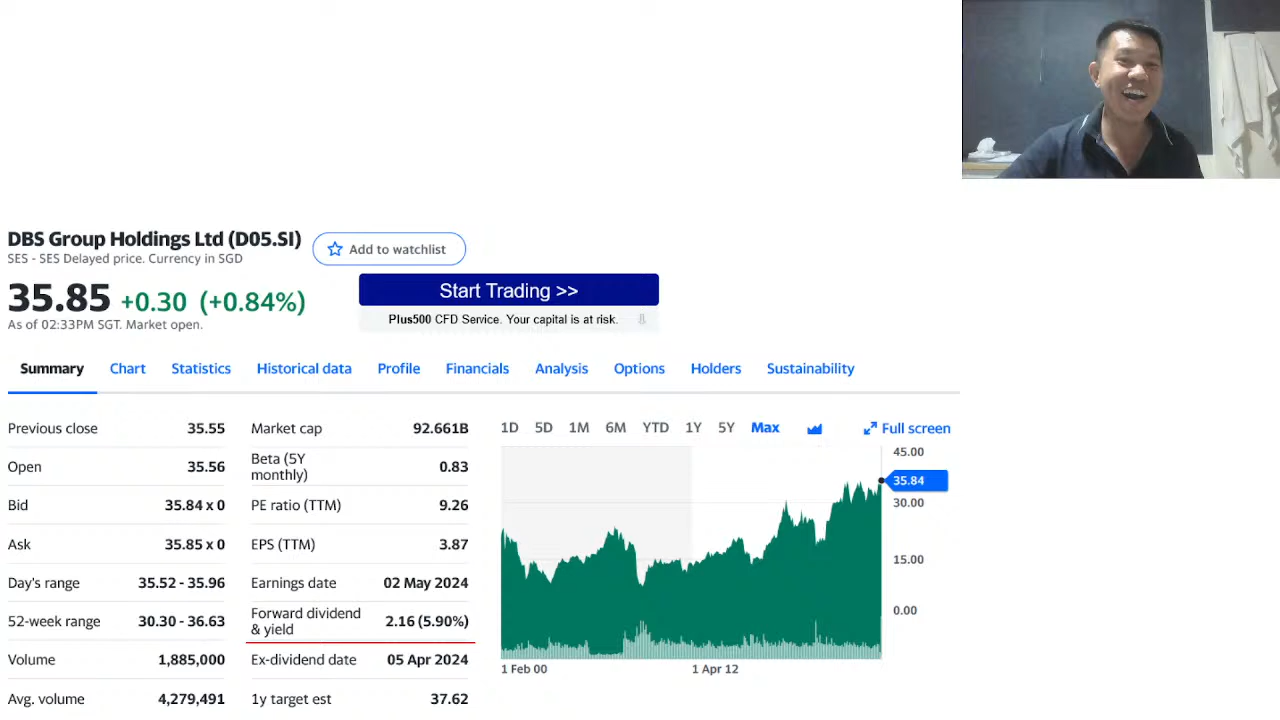 DBS Group Holdings Ltd (D05.SI)
Add to watchlist
SES - SES Delayed price. Currency in SGD
35.85 +0.30 (+0.84%)
As of 02:33PM SGT. Market open.
Start Trading >>
Plus500 CFD Service. Your capital is at risk.
Summary Chart Statistics Historical data Profile Financials Analysis Options Holders Sustainability
Previous close 35.55
Open 35.56
Bid 35.84 x 0
Ask 35.85 x 0
Day's range 35.52 - 35.96
52-week range 30.30 - 36.63
Volume 1,885,000
Avg. volume 4,279,491
Market cap 92.661B
Beta (5Y
monthly) 0.83
PE ratio (TTM) 9.26
EPS (TTM) 3.87
Earnings date 02 May 2024
Forward dividend
& yield 2.16 (5.90%)
Ex-dividend date 05 Apr 2024
1y target est 37.62
1D 5D 1M 6M YTD 1Y 5Y Max Full screen
45.00
35.84
30.00
15.00
0.00
1 Feb 00 1 Apr 12